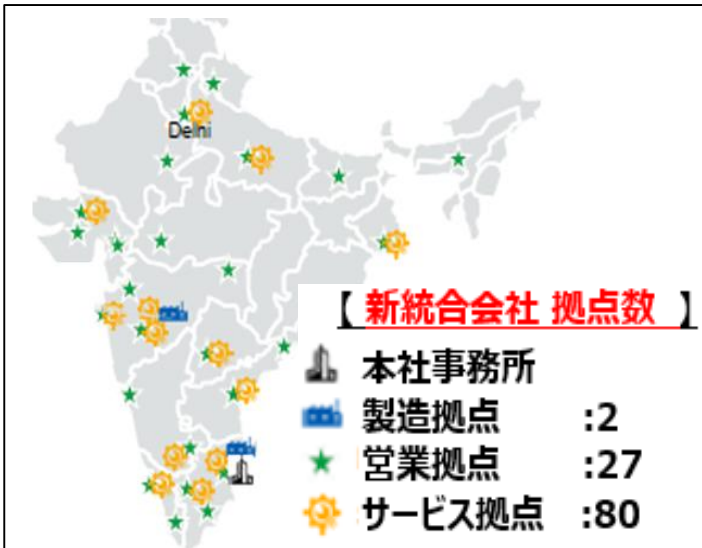 Delhi
【 新統合会社 拠点数 】
本社事務所
製造拠点 :2
営業拠点 :27
サービス拠点 :80